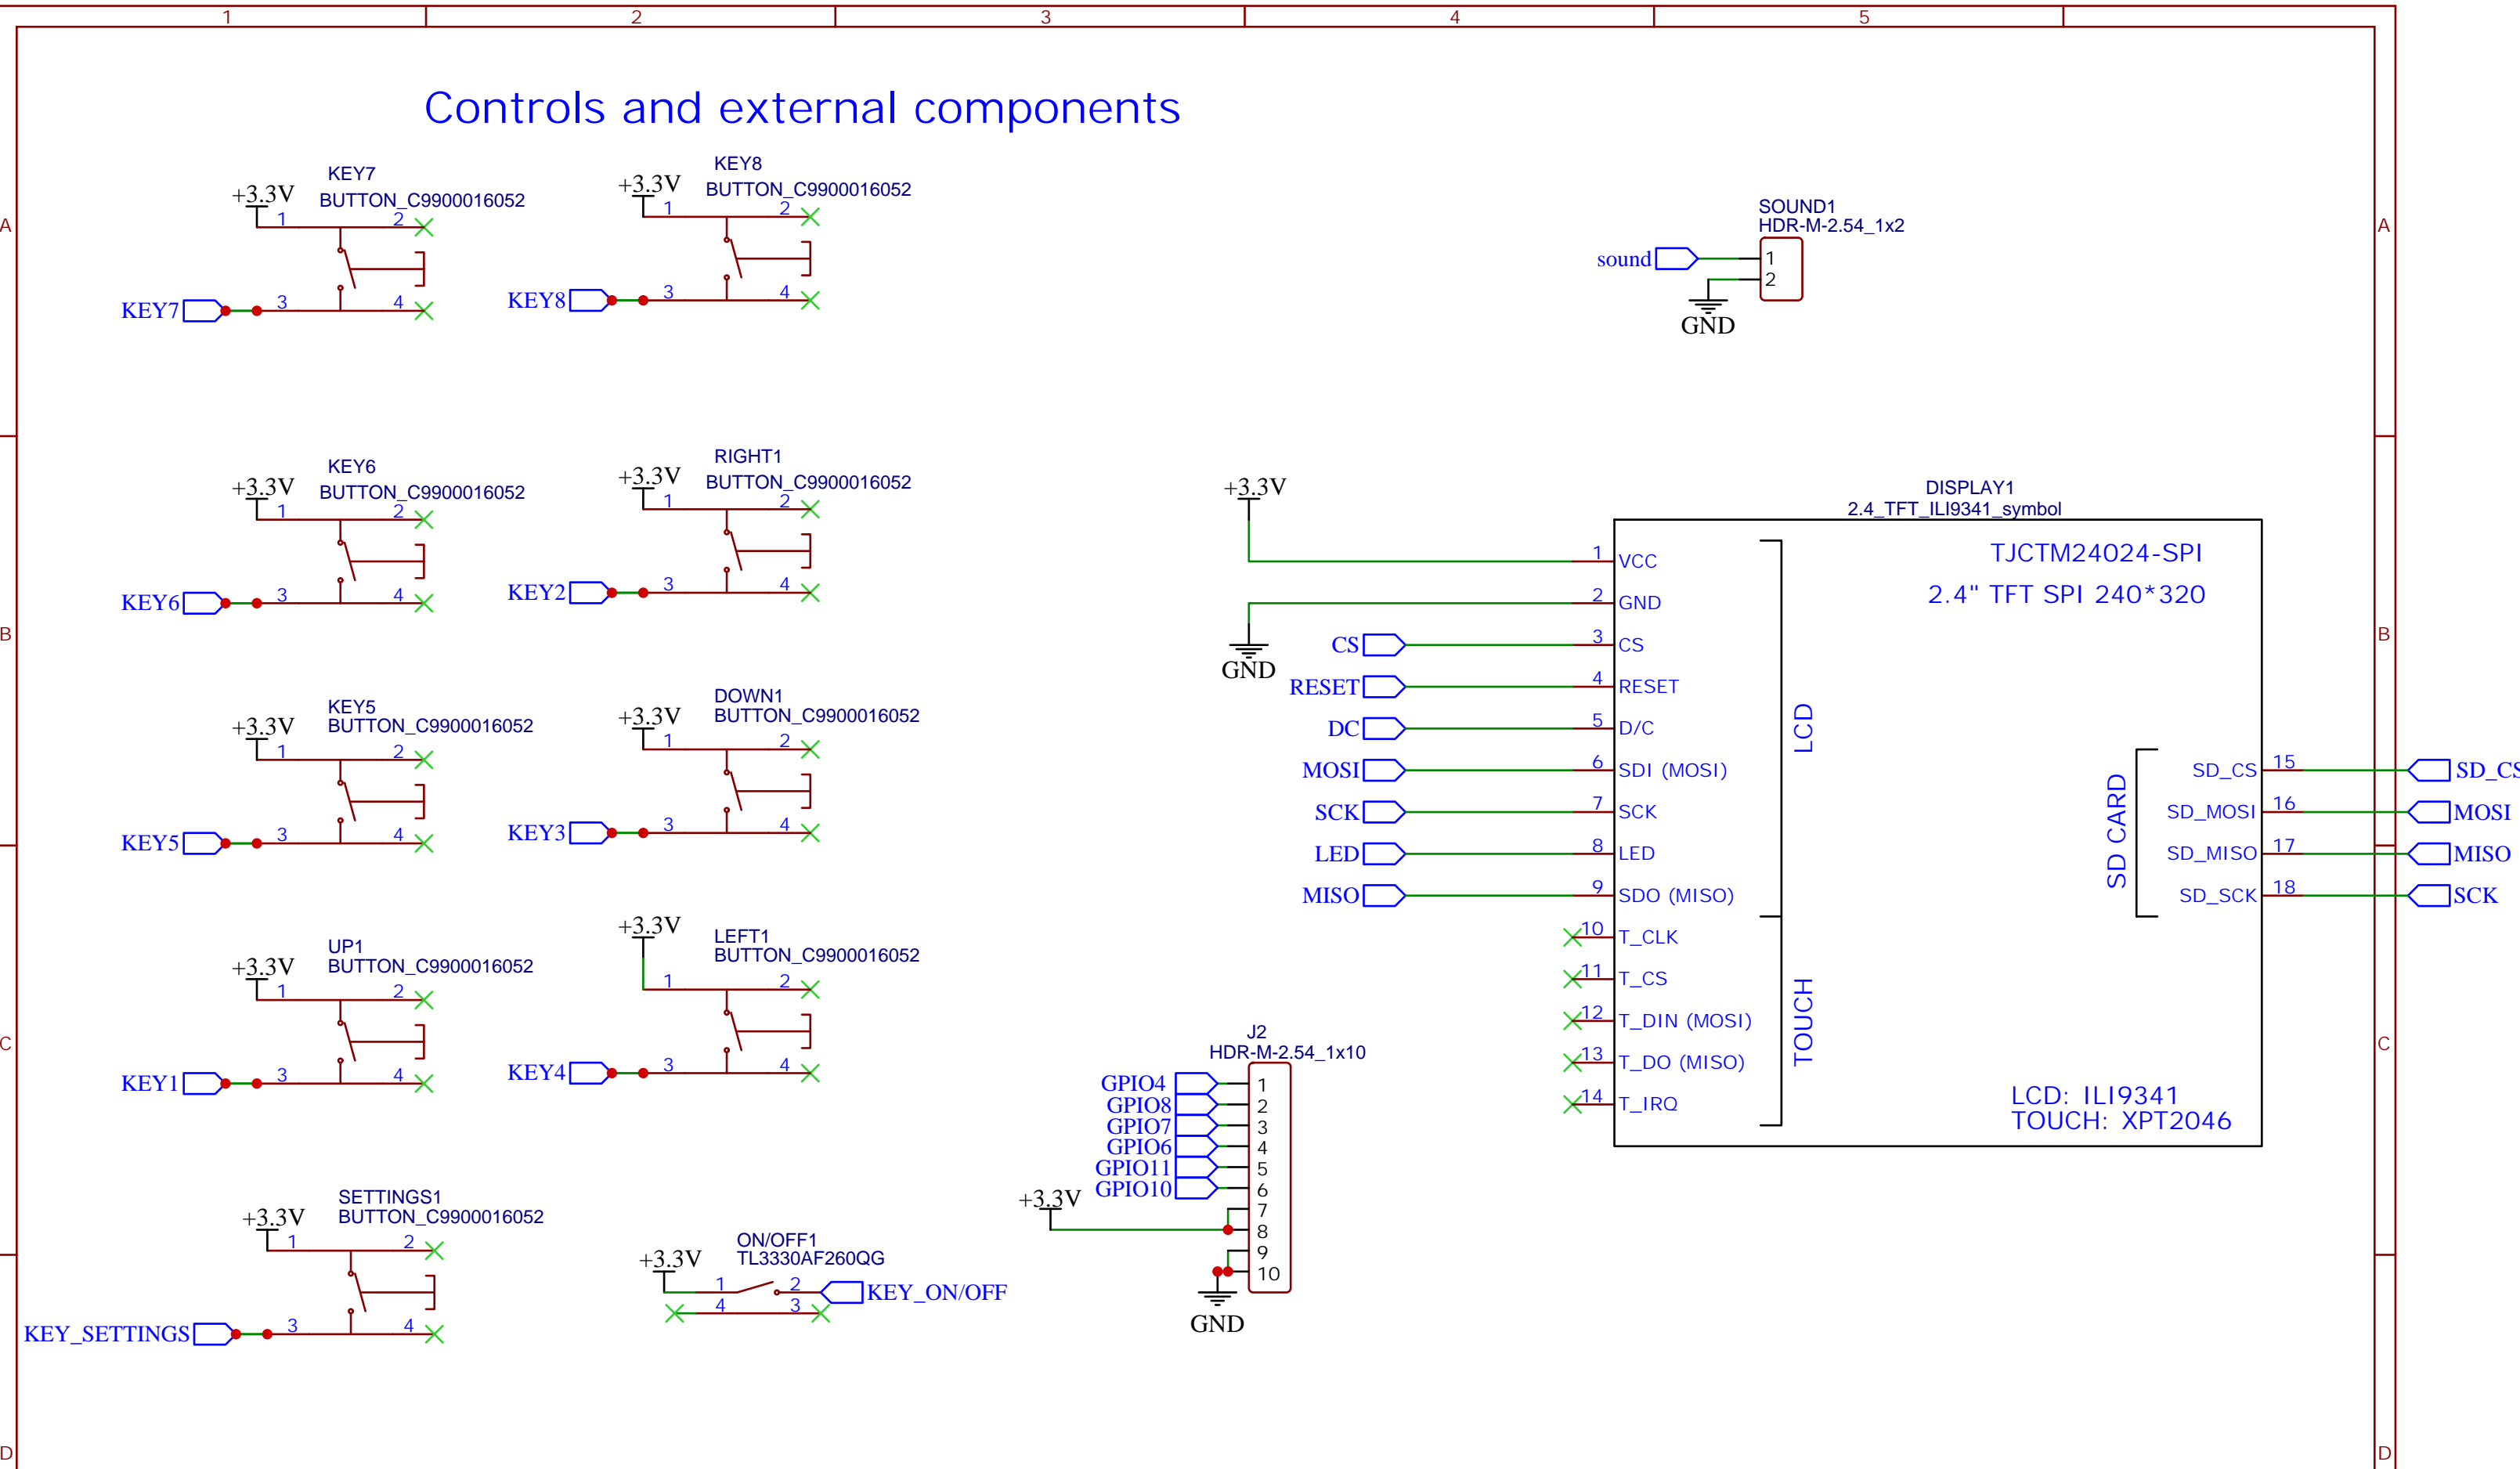 1 2 3 4 5
Controls and external components
A
A
KEY7
BUTTON_C9900016052
+3.3V
1 2
KEY7
3 4
KEY8
BUTTON_C9900016052
+3.3V
1 2
KEY8
3 4
SOUND1
HDR-M-2.54_1x2
sound
1
2
GND
B
B
KEY6
BUTTON_C9900016052
+3.3V
1 2
KEY6
3 4
RIGHT1
BUTTON_C9900016052
+3.3V
1 2
KEY2
3 4
KEY5
BUTTON_C9900016052
+3.3V
1 2
KEY5
3 4
DOWN1
BUTTON_C9900016052
+3.3V
1 2
KEY3
3 4
DISPLAY1
2.4_TFT_ILI9341_symbol
TJCTM24024-SPI
2.4" TFT SPI 240*320
+3.3V
1 VCC
2 GND
GND
CS 3 CS
RESET 4 RESET
DC 5 D/C
MOSI 6 SDI (MOSI)
SCK 7 SCK
LED 8 LED
MISO 9 SDO (MISO)
10 T_CLK
11 T_CS
12 T_DIN (MOSI)
13 T_DO (MISO)
14 T_IRQ
LCD
TOUCH
SD CARD
SD_CS 15 SD_CS
SD_MOSI 16 MOSI
SD_MISO 17 MISO
SD_SCK 18 SCK
LCD: ILI9341
TOUCH: XPT2046
C
C
UP1
BUTTON_C9900016052
+3.3V
1 2
KEY1
3 4
LEFT1
BUTTON_C9900016052
+3.3V
1 2
KEY4
3 4
J2
HDR-M-2.54_1x10
GPIO4 1
GPIO8 2
GPIO7 3
GPIO6 4
GPIO11 5
GPIO10 6
+3.3V
7
8
9
10
GND
SETTINGS1
BUTTON_C9900016052
+3.3V
1 2
KEY_SETTINGS
3 4
ON/OFF1
TL3330AF260QG
+3.3V
1 2
KEY_ON/OFF
4 3
D
D